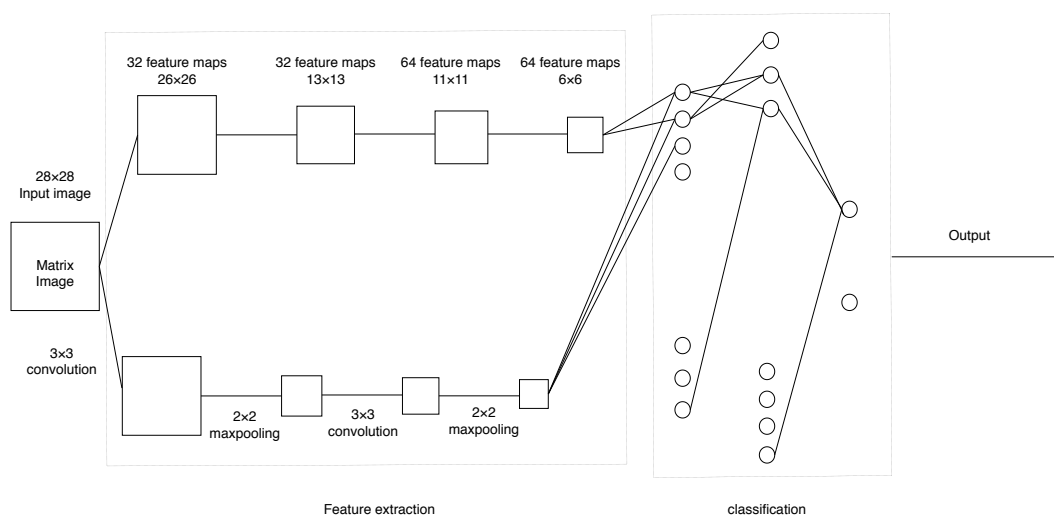 32 feature maps
26×26
32 feature maps
13×13
64 feature maps
11×11
64 feature maps
6×6
28×28
Input image
Matrix
Image
3×3
convolution
2×2
maxpooling
3×3
convolution
2×2
maxpooling
Output
Feature extraction
classification